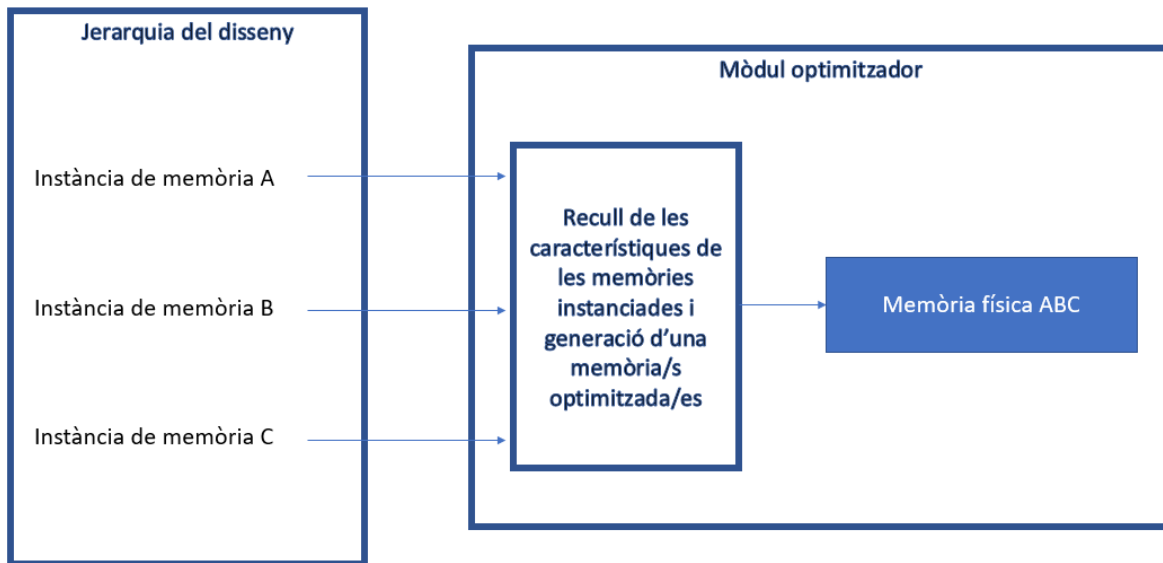 Jerarquia del disseny
Instància de memòria A
Instància de memòria B
Instància de memòria C
Mòdul optimitzador
Recull de les
característiques de
les memòries
instanciades i
generació d’una
memòria/s
optimitzada/es
Memòria física ABC